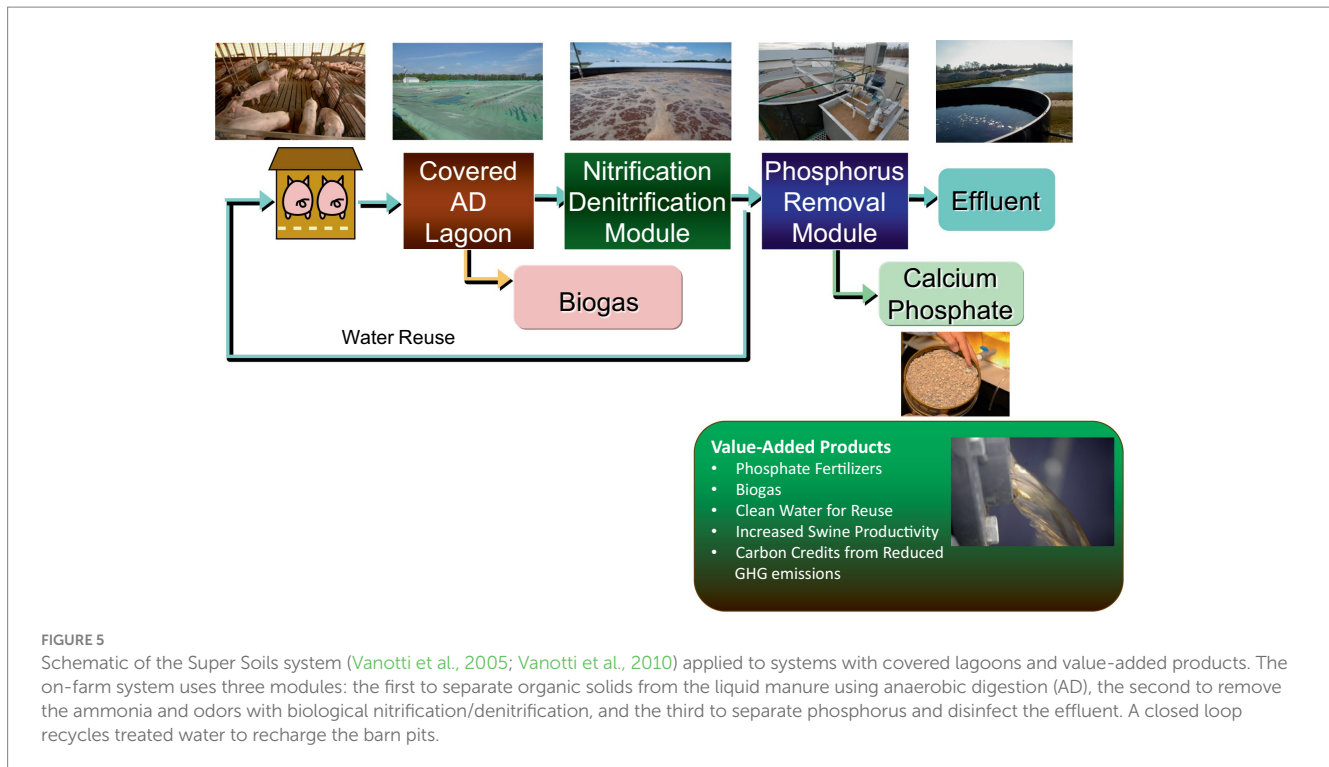 Covered
AD
Lagoon
Nitrification
Denitrification
Module
Phosphorus
Removal
Module
Effluent
Biogas
Calcium
Phosphate
Water Reuse
Value-Added Products
• Phosphate Fertilizers
• Biogas
• Clean Water for Reuse
• Increased Swine Productivity
• Carbon Credits from Reduced
GHG emissions
FIGURE 5
Schematic of the Super Soils system (Vanotti et al., 2005; Vanotti et al., 2010) applied to systems with covered lagoons and value-added products. The
on-farm system uses three modules: the first to separate organic solids from the liquid manure using anaerobic digestion (AD), the second to remove
the ammonia and odors with biological nitrification/denitrification, and the third to separate phosphorus and disinfect the effluent. A closed loop
recycles treated water to recharge the barn pits.